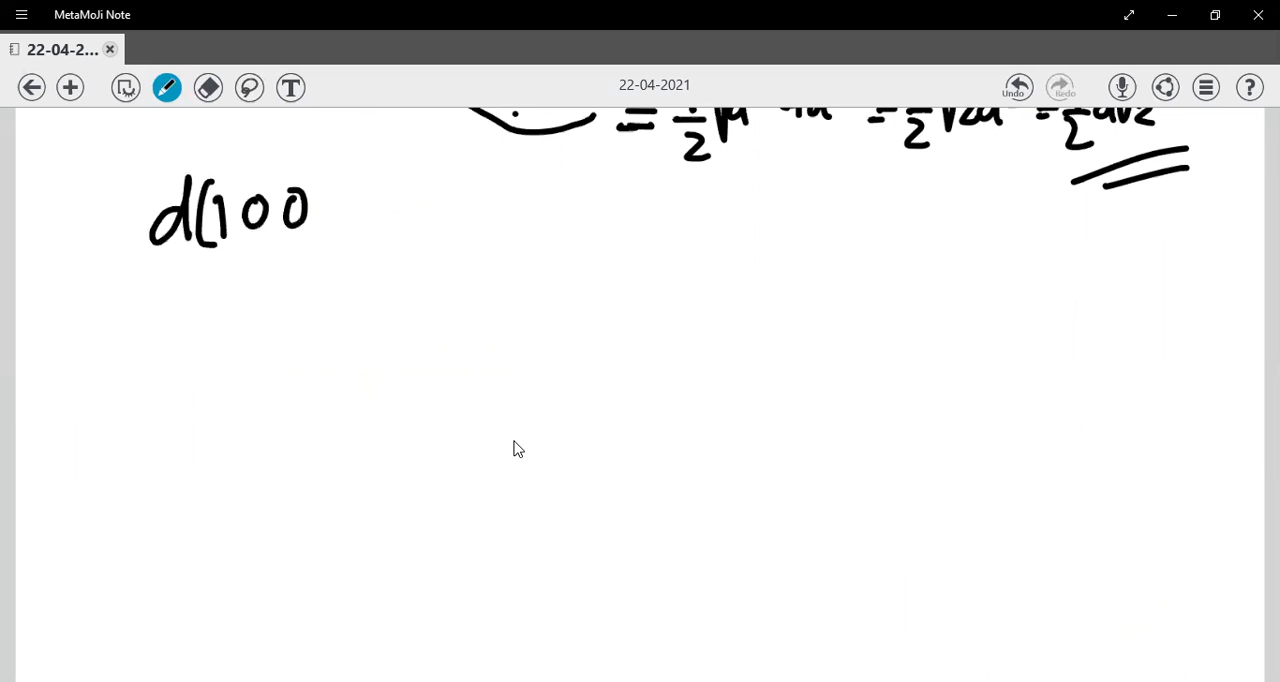 MetaMoJi Note
22-04-2...
22-04-2021
Undo
Redo
d(100